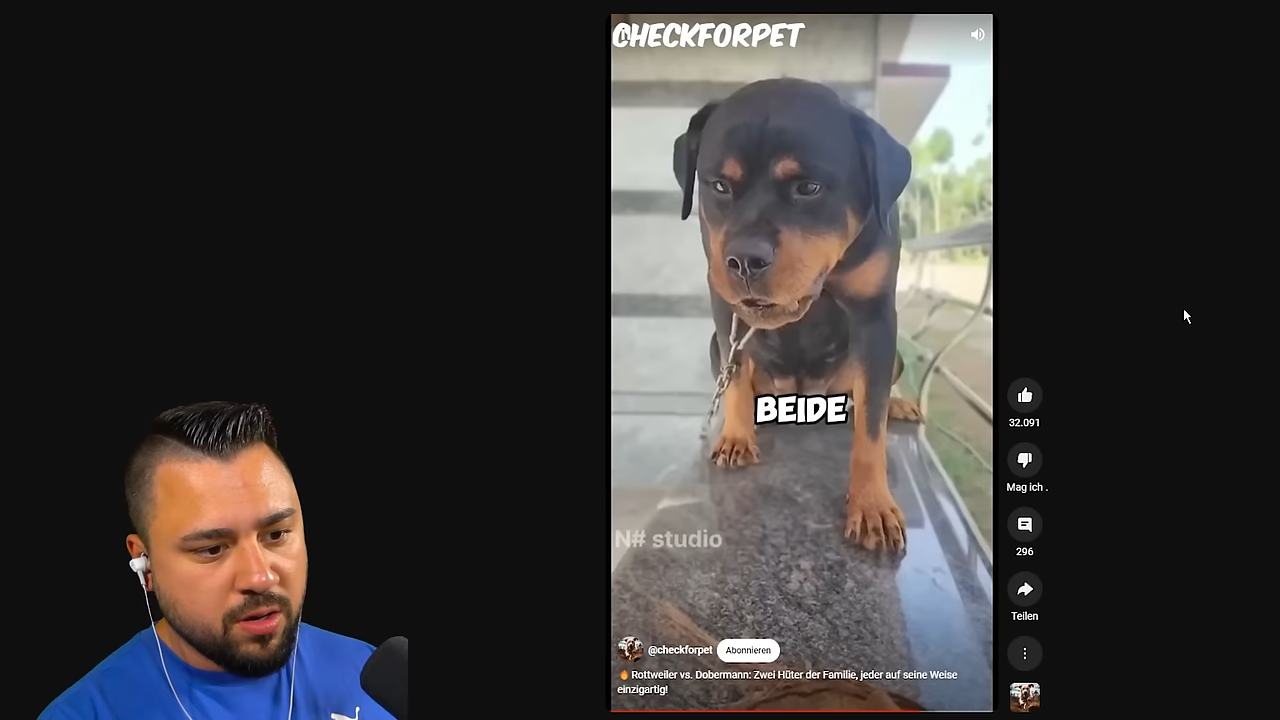 CHECKFORPET
BEIDE
N# studio
@checkforpet Abonnieren
🔥 Rottweiler vs. Dobermann: Zwei Hüter der Familie, jeder auf seine Weise
einzigartig!
32.091
Mag ich .
296
Teilen